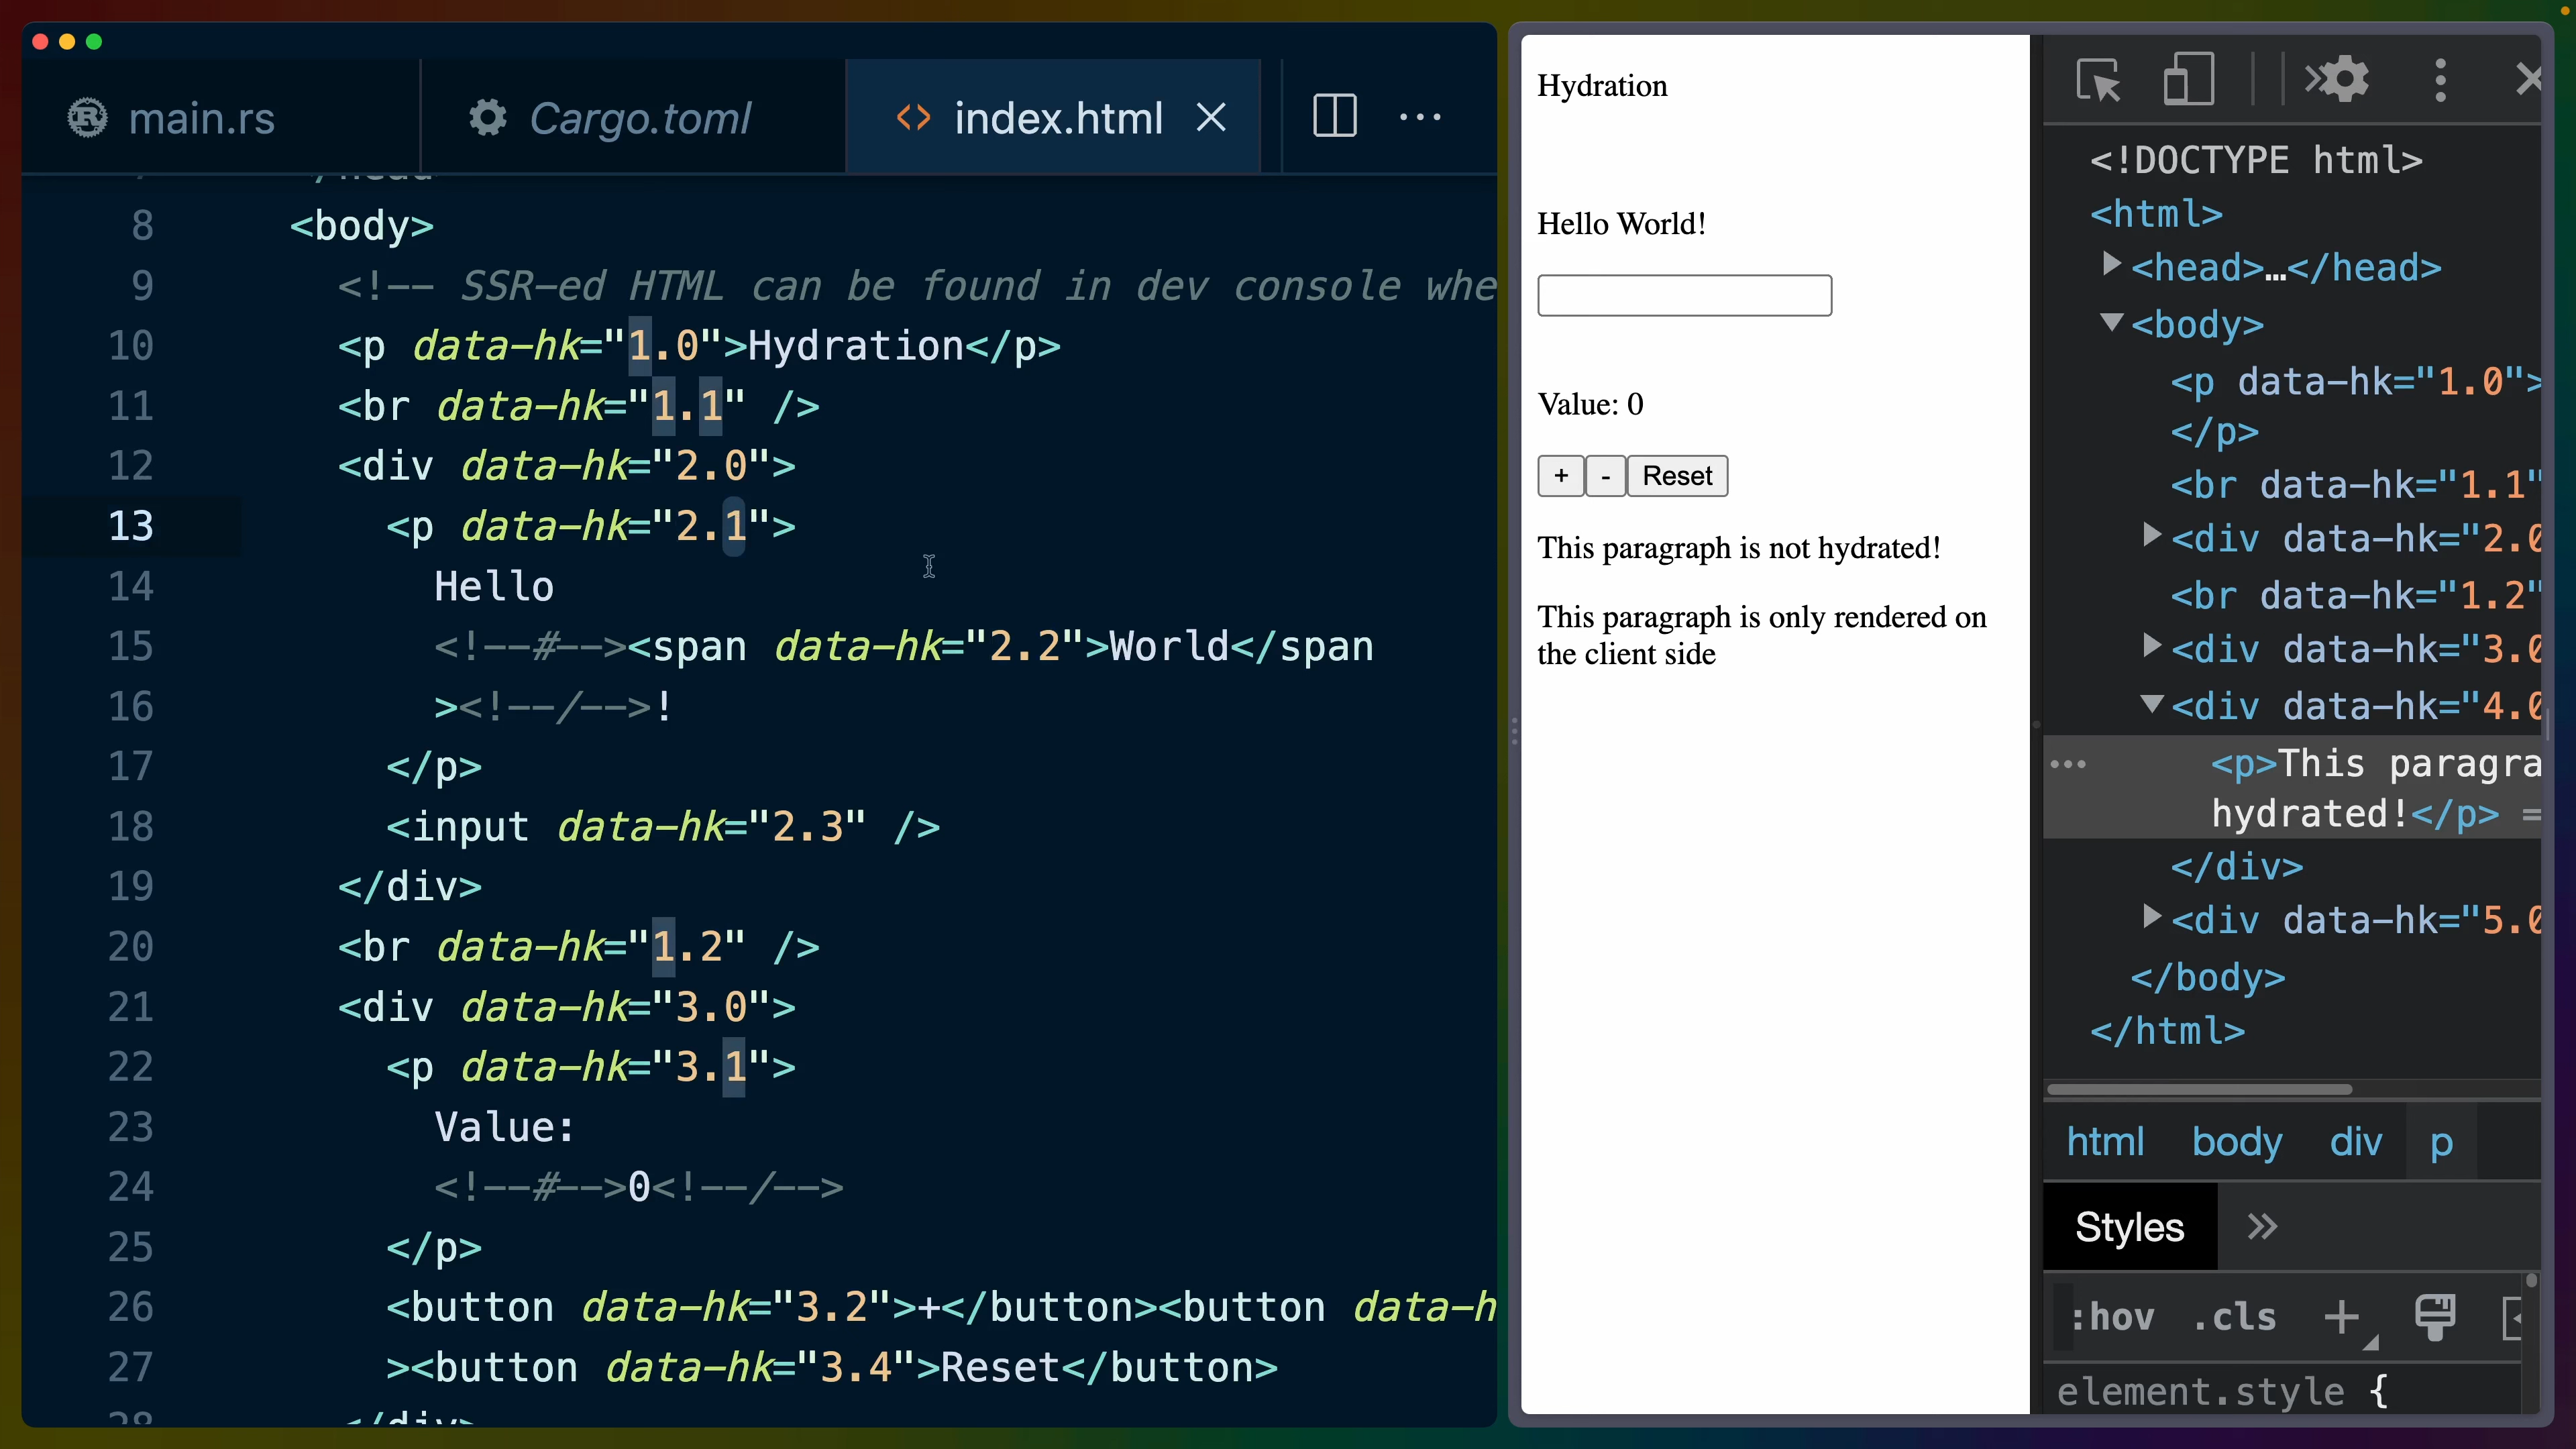 main.rs
Cargo.toml
index.html
8 <body>
9 <!-- SSR-ed HTML can be found in dev console whe
10 <p data-hk="1.0">Hydration</p>
11 <br data-hk="1.1" />
12 <div data-hk="2.0">
13 <p data-hk="2.1">
14 Hello
15 <!--#--><span data-hk="2.2">World</span
16 ><!--/-->!
17 </p>
18 <input data-hk="2.3" />
19 </div>
20 <br data-hk="1.2" />
21 <div data-hk="3.0">
22 <p data-hk="3.1">
23 Value:
24 <!--#-->0<!--/-->
25 </p>
26 <button data-hk="3.2">+</button><button data-h
27 ><button data-hk="3.4">Reset</button>
Hydration
Hello World!
Value: 0
+ - Reset
This paragraph is not hydrated!
This paragraph is only rendered on
the client side
<!DOCTYPE html>
<html>
<head>…</head>
<body>
<p data-hk="1.0">
</p>
<br data-hk="1.1"
<div data-hk="2.0
<br data-hk="1.2"
<div data-hk="3.0
<div data-hk="4.0
<p>This paragra
hydrated!</p> =
</div>
<div data-hk="5.0
</body>
</html>
html body div p
Styles
:hov .cls +
element.style {